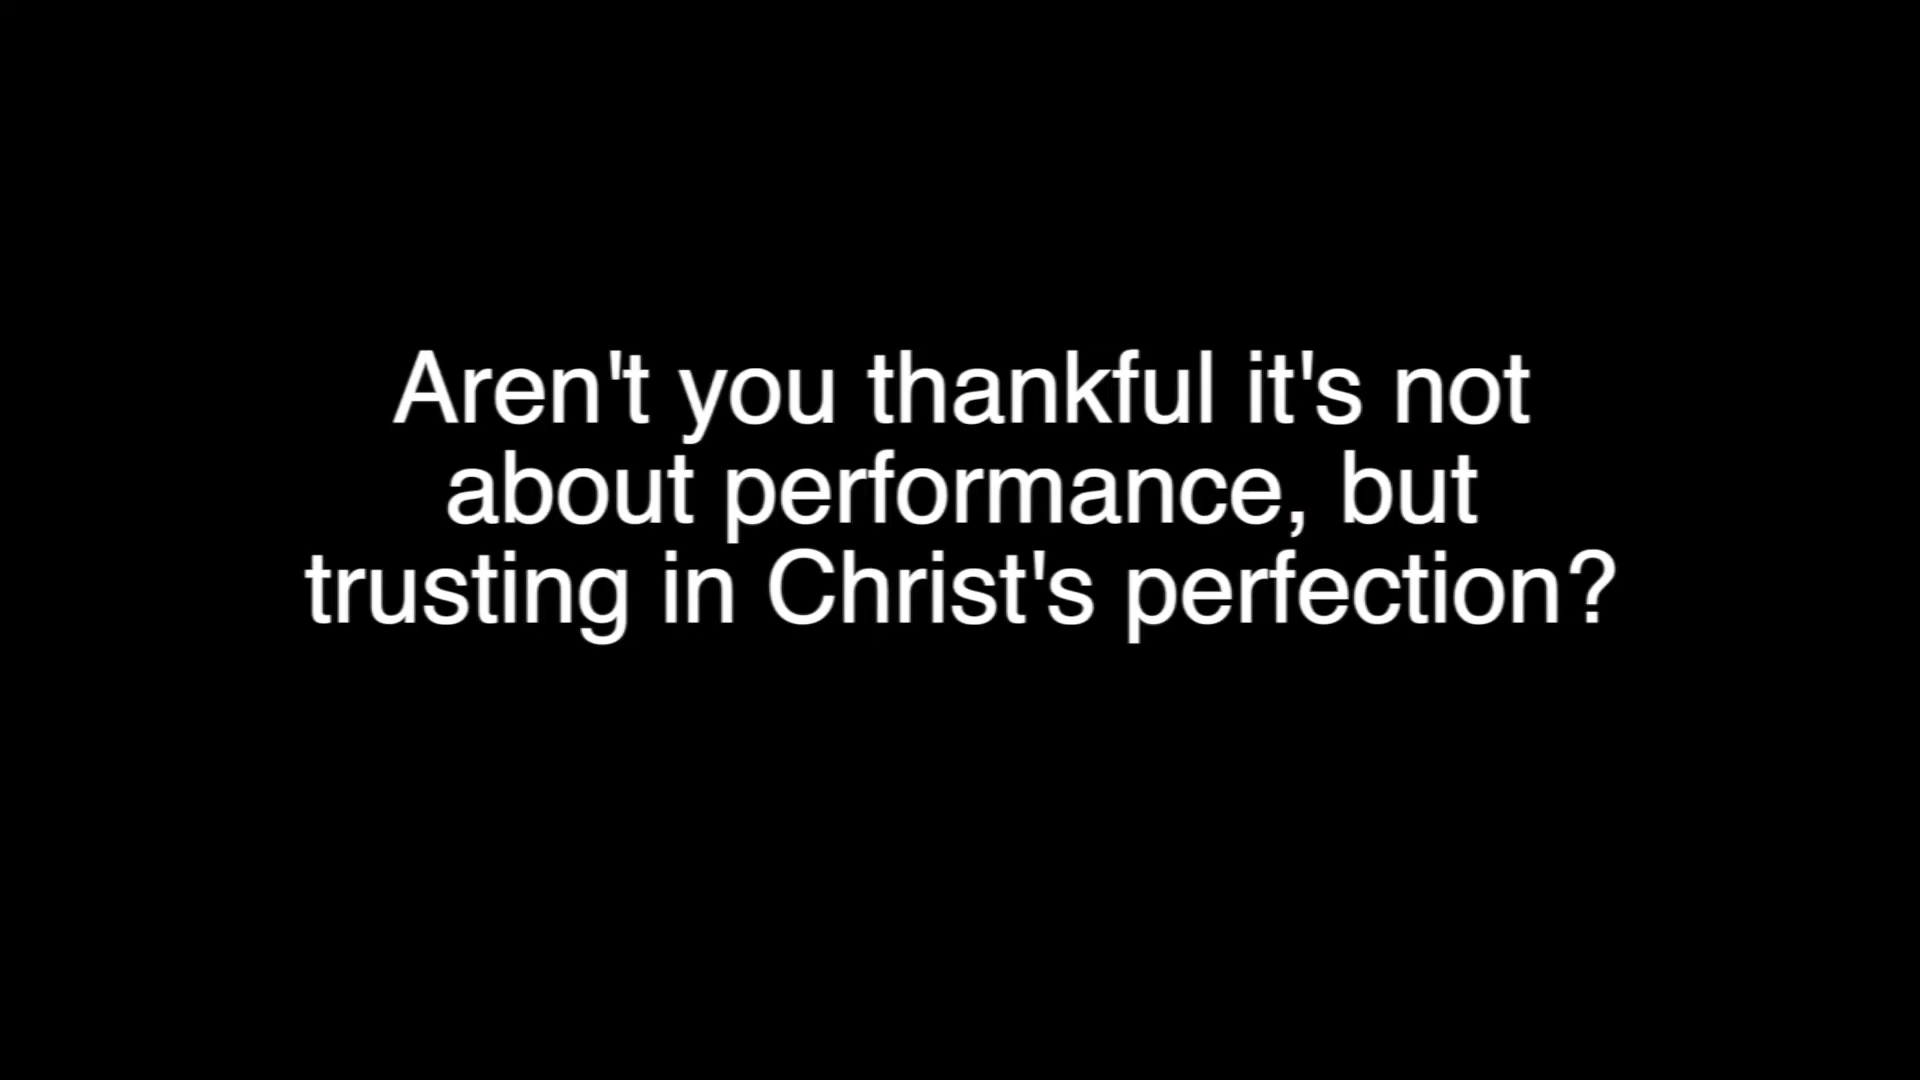 Aren't you thankful it's not
about performance, but
trusting in Christ's perfection?